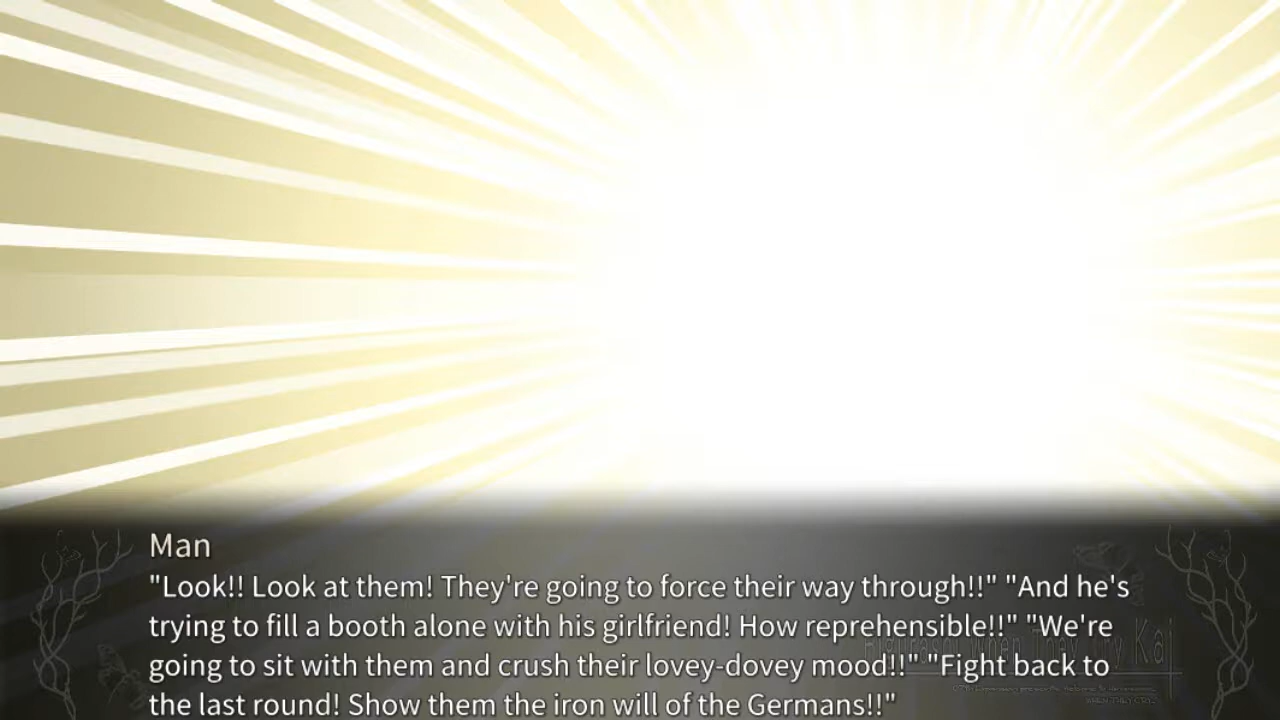 Man
"Look!! Look at them! They're going to force their way through!!" "And he's
trying to fill a booth alone with his girlfriend! How reprehensible!!" "We're
going to sit with them and crush their lovey-dovey mood!!" "Fight back to
the last round! Show them the iron will of the Germans!!"